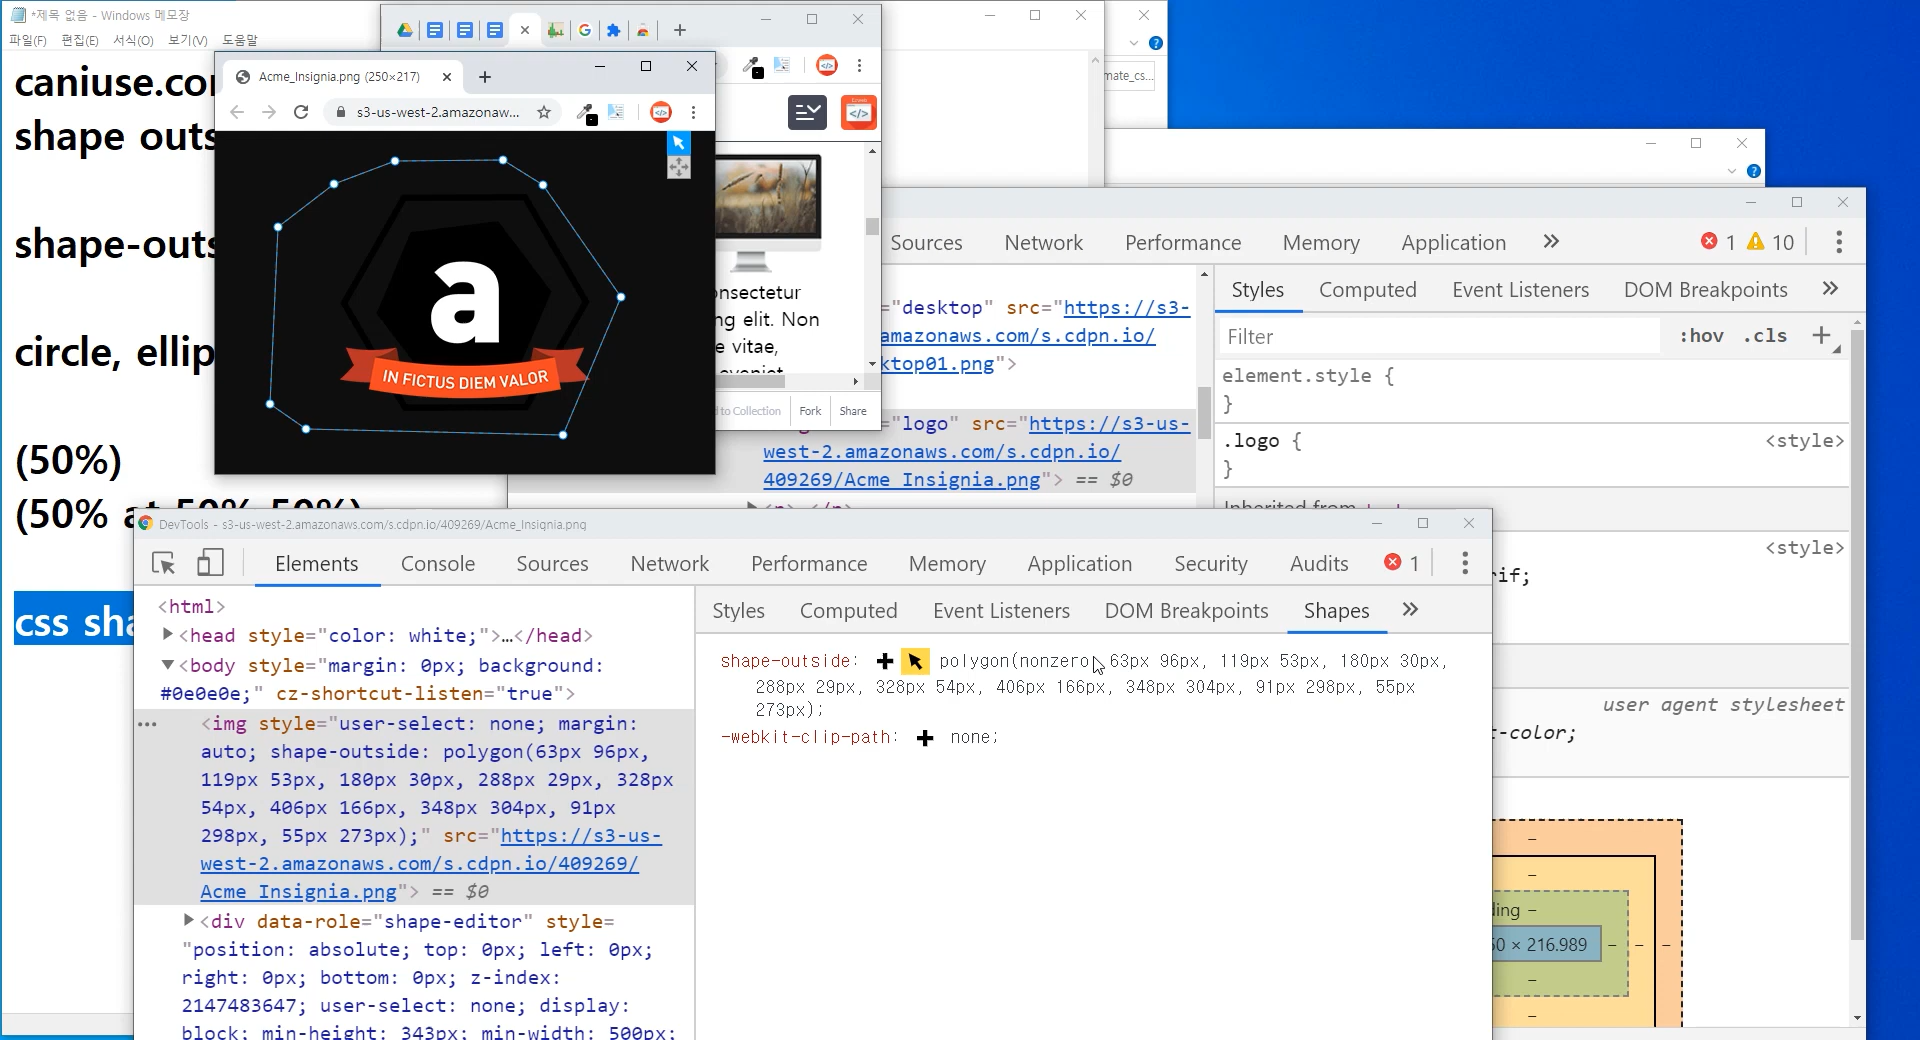 *제목 없음 - Windows 메모장
파일(F) 편집(E) 서식(O) 보기(V) 도움말
caniuse.co
shape outs
shape-outs
circle, ellip
(50%)
(50% at 50% 50%)
css sha
Acme_Insignia.png (250×217)
s3-us-west-2.amazonaw...
a
IN FICTUS DIEM VALOR
onsectetur
ng elit. Non
e vitae,
eveniet
d to Collection Fork Share
mate_cs...
Sources Network Performance Memory Application 1 10
="desktop" src="https://s3-
amazonaws.com/s.cdpn.io/
ktop01.png">
="logo" src="https://s3-us-
west-2.amazonaws.com/s.cdpn.io/
409269/Acme_Insignia.png"> == $0
Styles Computed Event Listeners DOM Breakpoints
Filter :hov .cls
element.style {
}
.logo { <style>
}
Inherited from
<style>
rif;
user agent stylesheet
t-color;
ding –
50 × 216.989
DevTools - s3-us-west-2.amazonaws.com/s.cdpn.io/409269/Acme_Insignia.png
Elements Console Sources Network Performance Memory Application Security Audits 1
<html>
<head style="color: white;">…</head>
<body style="margin: 0px; background:
#0e0e0e;" cz-shortcut-listen="true">
<img style="user-select: none; margin:
auto; shape-outside: polygon(63px 96px,
119px 53px, 180px 30px, 288px 29px, 328px
54px, 406px 166px, 348px 304px, 91px
298px, 55px 273px);" src="https://s3-us-
west-2.amazonaws.com/s.cdpn.io/409269/
Acme_Insignia.png"> == $0
<div data-role="shape-editor" style=
"position: absolute; top: 0px; left: 0px;
right: 0px; bottom: 0px; z-index:
2147483647; user-select: none; display:
block; min-height: 343px; min-width: 500px;
Styles Computed Event Listeners DOM Breakpoints Shapes
shape-outside: polygon(nonzero, 63px 96px, 119px 53px, 180px 30px,
288px 29px, 328px 54px, 406px 166px, 348px 304px, 91px 298px, 55px
273px);
-webkit-clip-path: none;